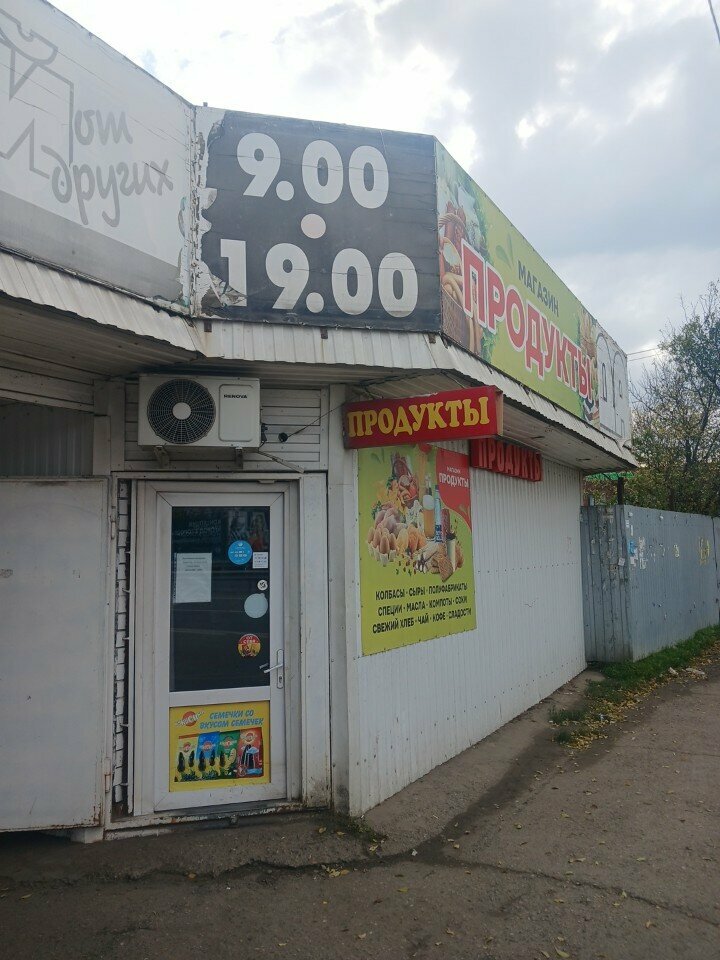 от
других
9.00
19.00
МАГАЗИН
ПРОДУКТЫ
RENOVA
ПРОДУКТЫ
ПРОДУКТЫ
МАГАЗИН
ПРОДУКТЫ
КОЛБАСЫ · СЫРЫ · ПОЛУФАБРИКАТЫ
СПЕЦИИ · МАСЛА · КОМПОТЫ · СОКИ
СВЕЖИЙ ХЛЕБ · ЧАЙ · КОФЕ · СЛАДОСТИ
СЕМЕЧКИ СО
ВКУСОМ СЕМЕЧЕК